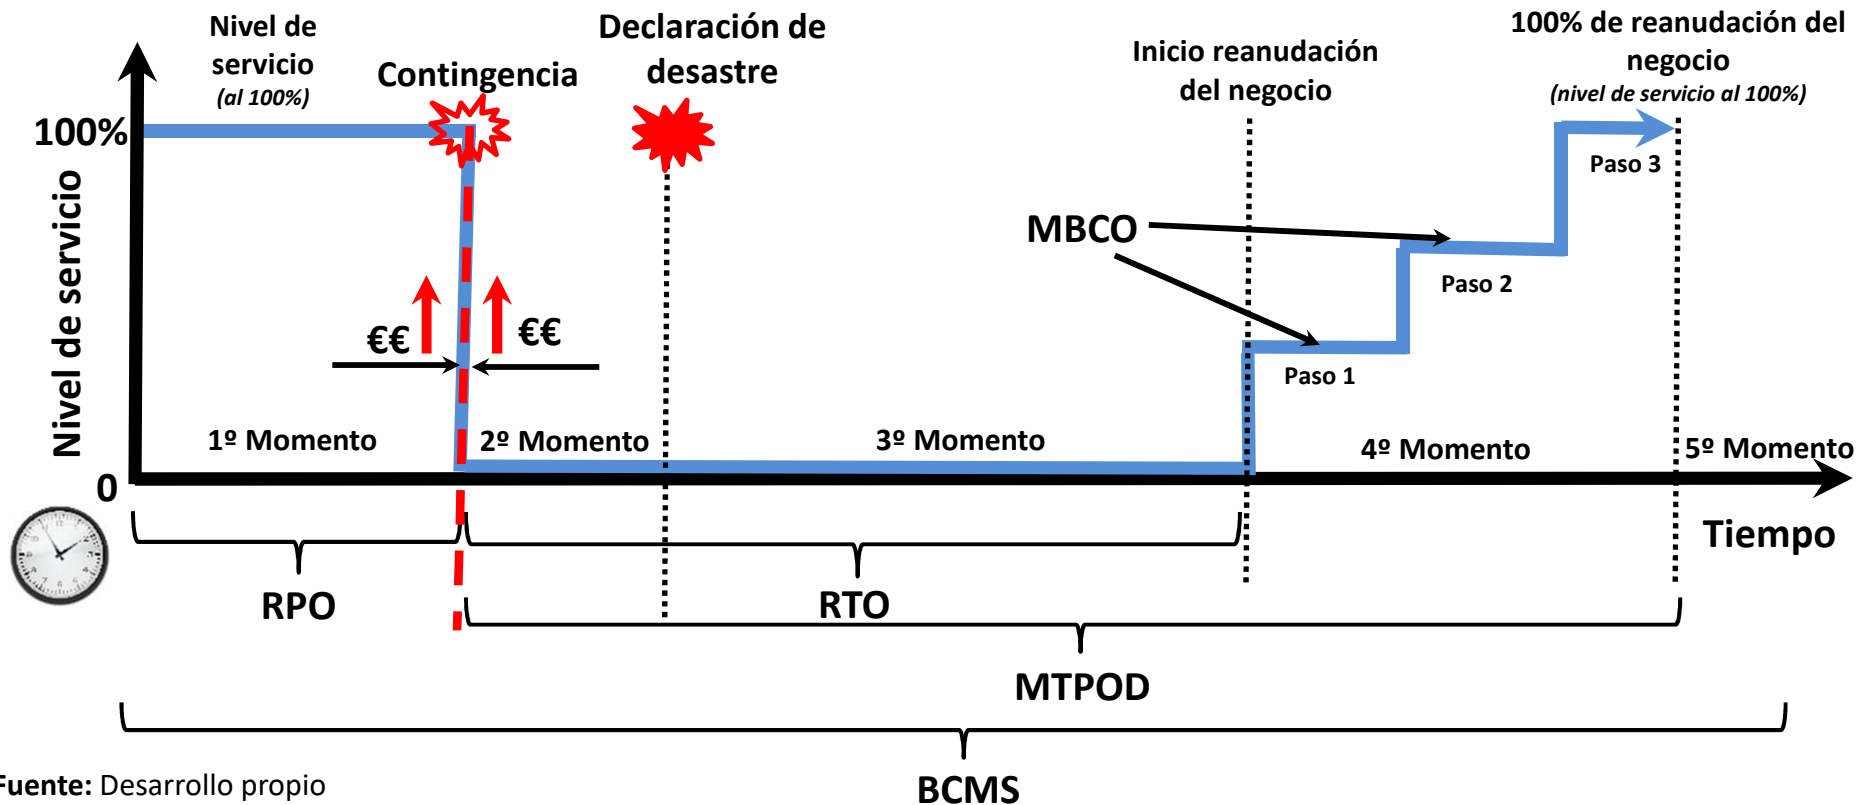 Nivel de
servicio
(al 100%)
Contingencia
Declaración de
desastre
Inicio reanudación
del negocio
100% de reanudación del
negocio
(nivel de servicio al 100%)
100%
Nivel de servicio
Paso 3
MBCO
Paso 2
€€
€€
Paso 1
1º Momento
2º Momento
3º Momento
4º Momento
5º Momento
0
Tiempo
RPO
RTO
MTPOD
BCMS
Fuente: Desarrollo propio